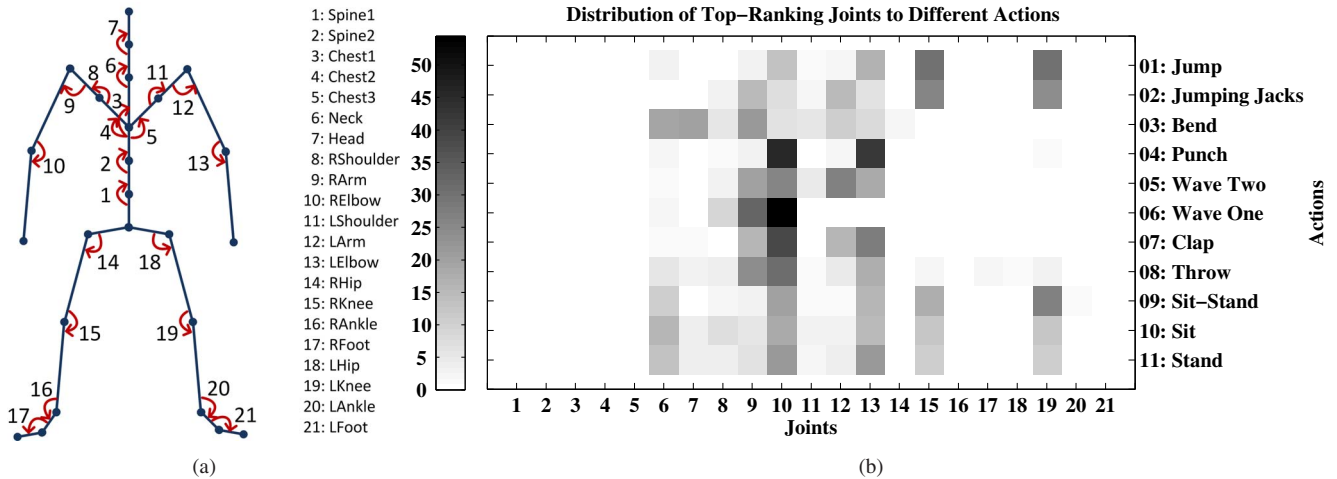 7
6
8
11
3
9
12
4
5
10
2
13
1
14
18
15
19
16
20
17
21
(a)
1: Spine1
2: Spine2
3: Chest1
4: Chest2
5: Chest3
6: Neck
7: Head
8: RShoulder
9: RArm
10: RElbow
11: LShoulder
12: LArm
13: LElbow
14: RHip
15: RKnee
16: RAnkle
17: RFoot
18: LHip
19: LKnee
20: LAnkle
21: LFoot
Distribution of Top−Ranking Joints to Different Actions
50
45
40
35
30
25
20
15
10
5
0
01: Jump
02: Jumping Jacks
03: Bend
04: Punch
05: Wave Two
06: Wave One
07: Clap
08: Throw
09: Sit−Stand
10: Sit
11: Stand
Actions
1 2 3 4 5 6 7 8 9 10 11 12 13 14 15 16 17 18 19 20 21
Joints
(b)